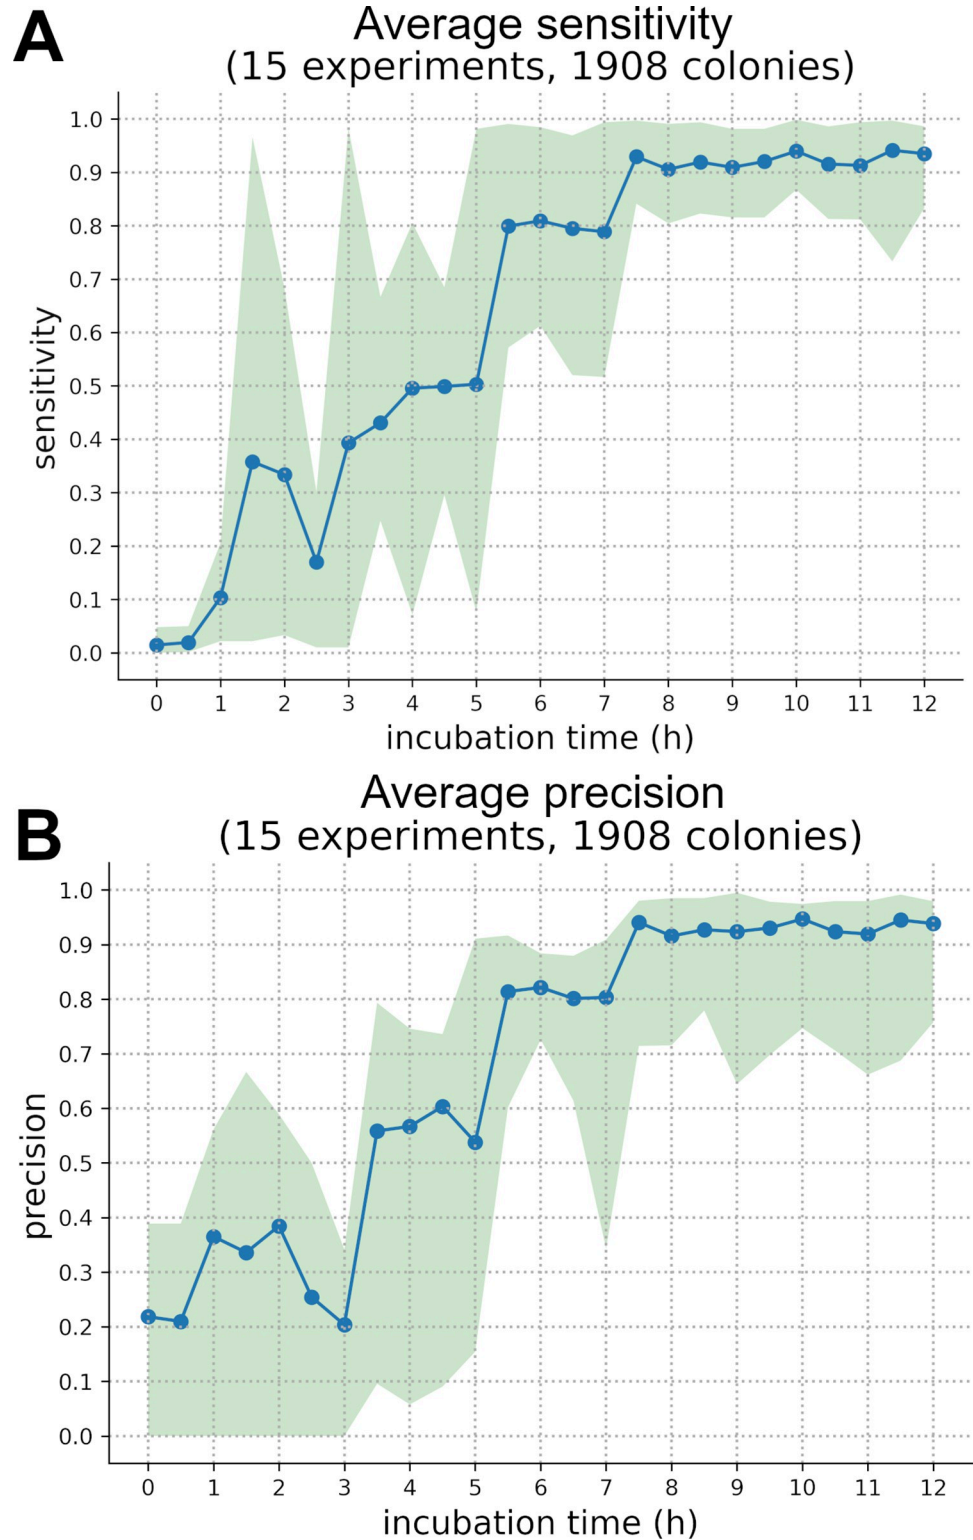 A
Average sensitivity
(15 experiments, 1908 colonies)
1.0
0.9
0.8
0.7
0.6
0.5
0.4
0.3
0.2
0.1
0.0
sensitivity
0 1 2 3 4 5 6 7 8 9 10 11 12
incubation time (h)
B
Average precision
(15 experiments, 1908 colonies)
1.0
0.9
0.8
0.7
0.6
0.5
0.4
0.3
0.2
0.1
0.0
precision
0 1 2 3 4 5 6 7 8 9 10 11 12
incubation time (h)